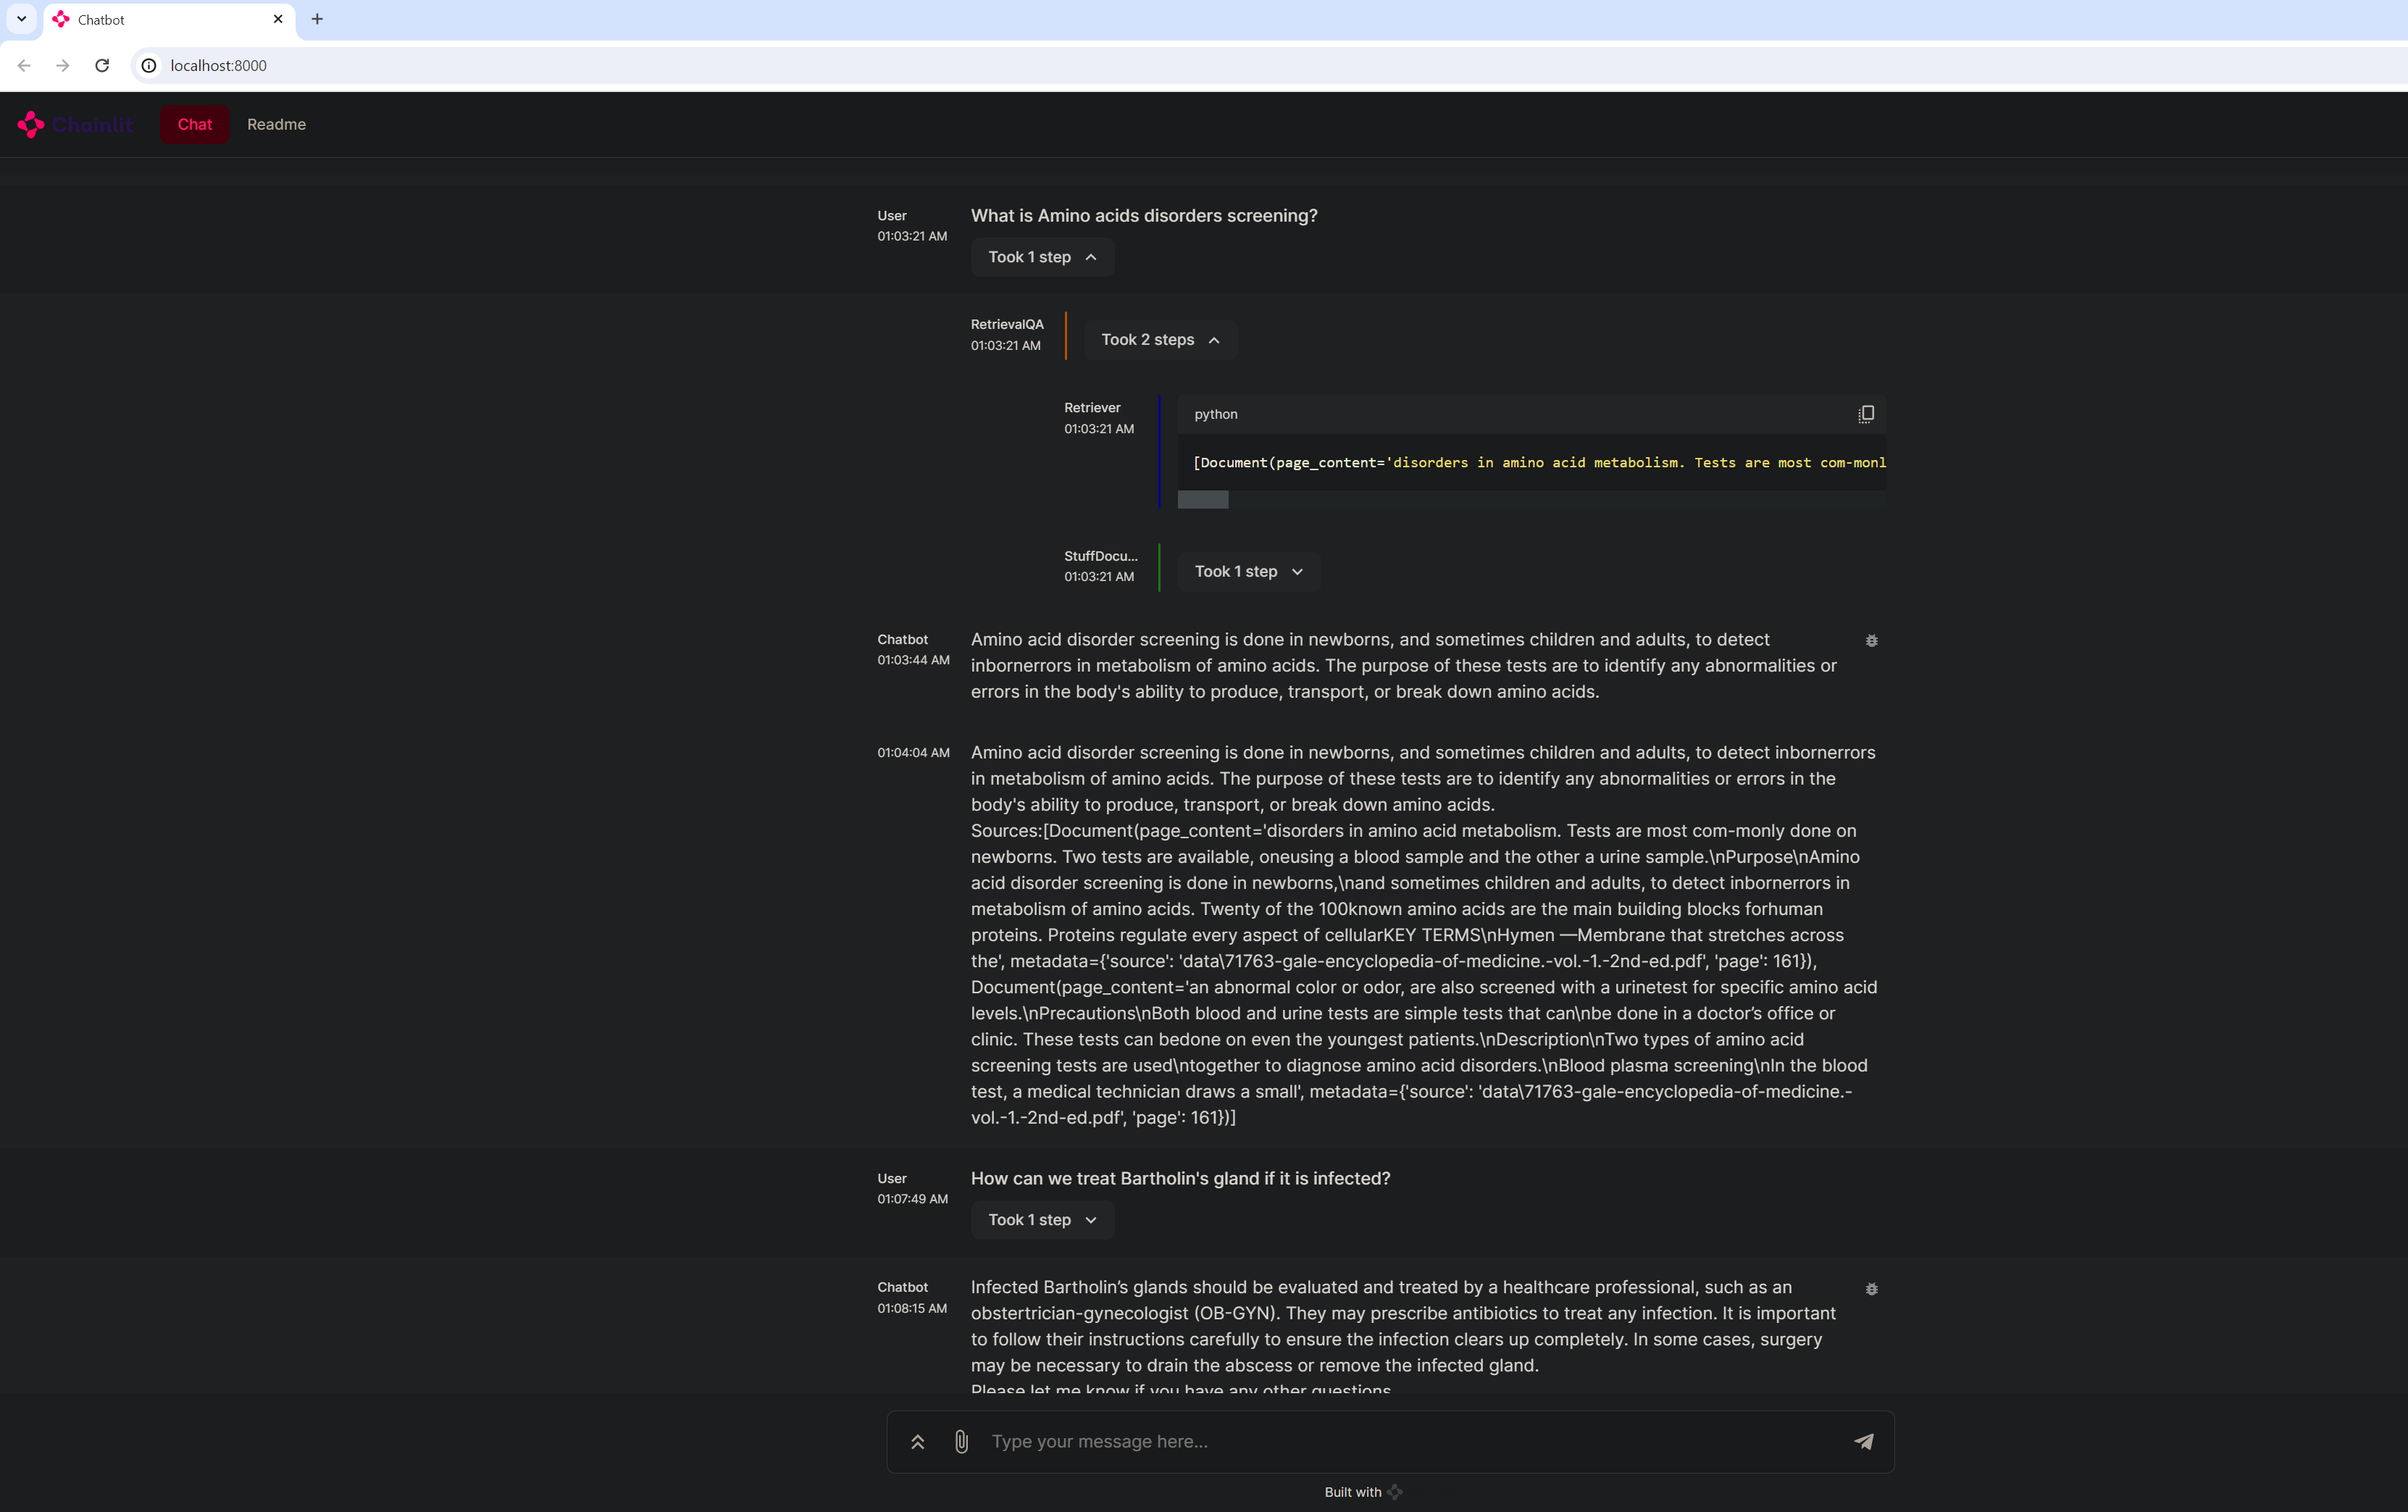 Chatbot
localhost:8000
Chainlit
Chat
Readme
User
01:03:21 AM
What is Amino acids disorders screening?
Took 1 step
RetrievalQA
01:03:21 AM
Took 2 steps
Retriever
01:03:21 AM
python
[Document(page_content='disorders in amino acid metabolism. Tests are most com-monl
StuffDocu...
01:03:21 AM
Took 1 step
Chatbot
01:03:44 AM
Amino acid disorder screening is done in newborns, and sometimes children and adults, to detect
inbornerrors in metabolism of amino acids. The purpose of these tests are to identify any abnormalities or
errors in the body's ability to produce, transport, or break down amino acids.
01:04:04 AM
Amino acid disorder screening is done in newborns, and sometimes children and adults, to detect inbornerrors
in metabolism of amino acids. The purpose of these tests are to identify any abnormalities or errors in the
body's ability to produce, transport, or break down amino acids.
Sources:[Document(page_content='disorders in amino acid metabolism. Tests are most com-monly done on
newborns. Two tests are available, oneusing a blood sample and the other a urine sample.\nPurpose\nAmino
acid disorder screening is done in newborns,\nand sometimes children and adults, to detect inbornerrors in
metabolism of amino acids. Twenty of the 100known amino acids are the main building blocks forhuman
proteins. Proteins regulate every aspect of cellularKEY TERMS\nHymen —Membrane that stretches across
the', metadata={'source': 'data\71763-gale-encyclopedia-of-medicine.-vol.-1.-2nd-ed.pdf', 'page': 161}),
Document(page_content='an abnormal color or odor, are also screened with a urinetest for specific amino acid
levels.\nPrecautions\nBoth blood and urine tests are simple tests that can\nbe done in a doctor’s office or
clinic. These tests can bedone on even the youngest patients.\nDescription\nTwo types of amino acid
screening tests are used\ntogether to diagnose amino acid disorders.\nBlood plasma screening\nIn the blood
test, a medical technician draws a small', metadata={'source': 'data\71763-gale-encyclopedia-of-medicine.-
vol.-1.-2nd-ed.pdf', 'page': 161})]
User
01:07:49 AM
How can we treat Bartholin's gland if it is infected?
Took 1 step
Chatbot
01:08:15 AM
Infected Bartholin’s glands should be evaluated and treated by a healthcare professional, such as an
obstertrician-gynecologist (OB-GYN). They may prescribe antibiotics to treat any infection. It is important
to follow their instructions carefully to ensure the infection clears up completely. In some cases, surgery
may be necessary to drain the abscess or remove the infected gland.
Please let me know if you have any other questions
Type your message here...
Built with